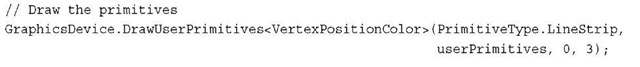 // Draw the primitives
GraphicsDevice.DrawUserPrimitives<VertexPositionColor>(PrimitiveType.LineStrip,
userPrimitives, 0, 3);